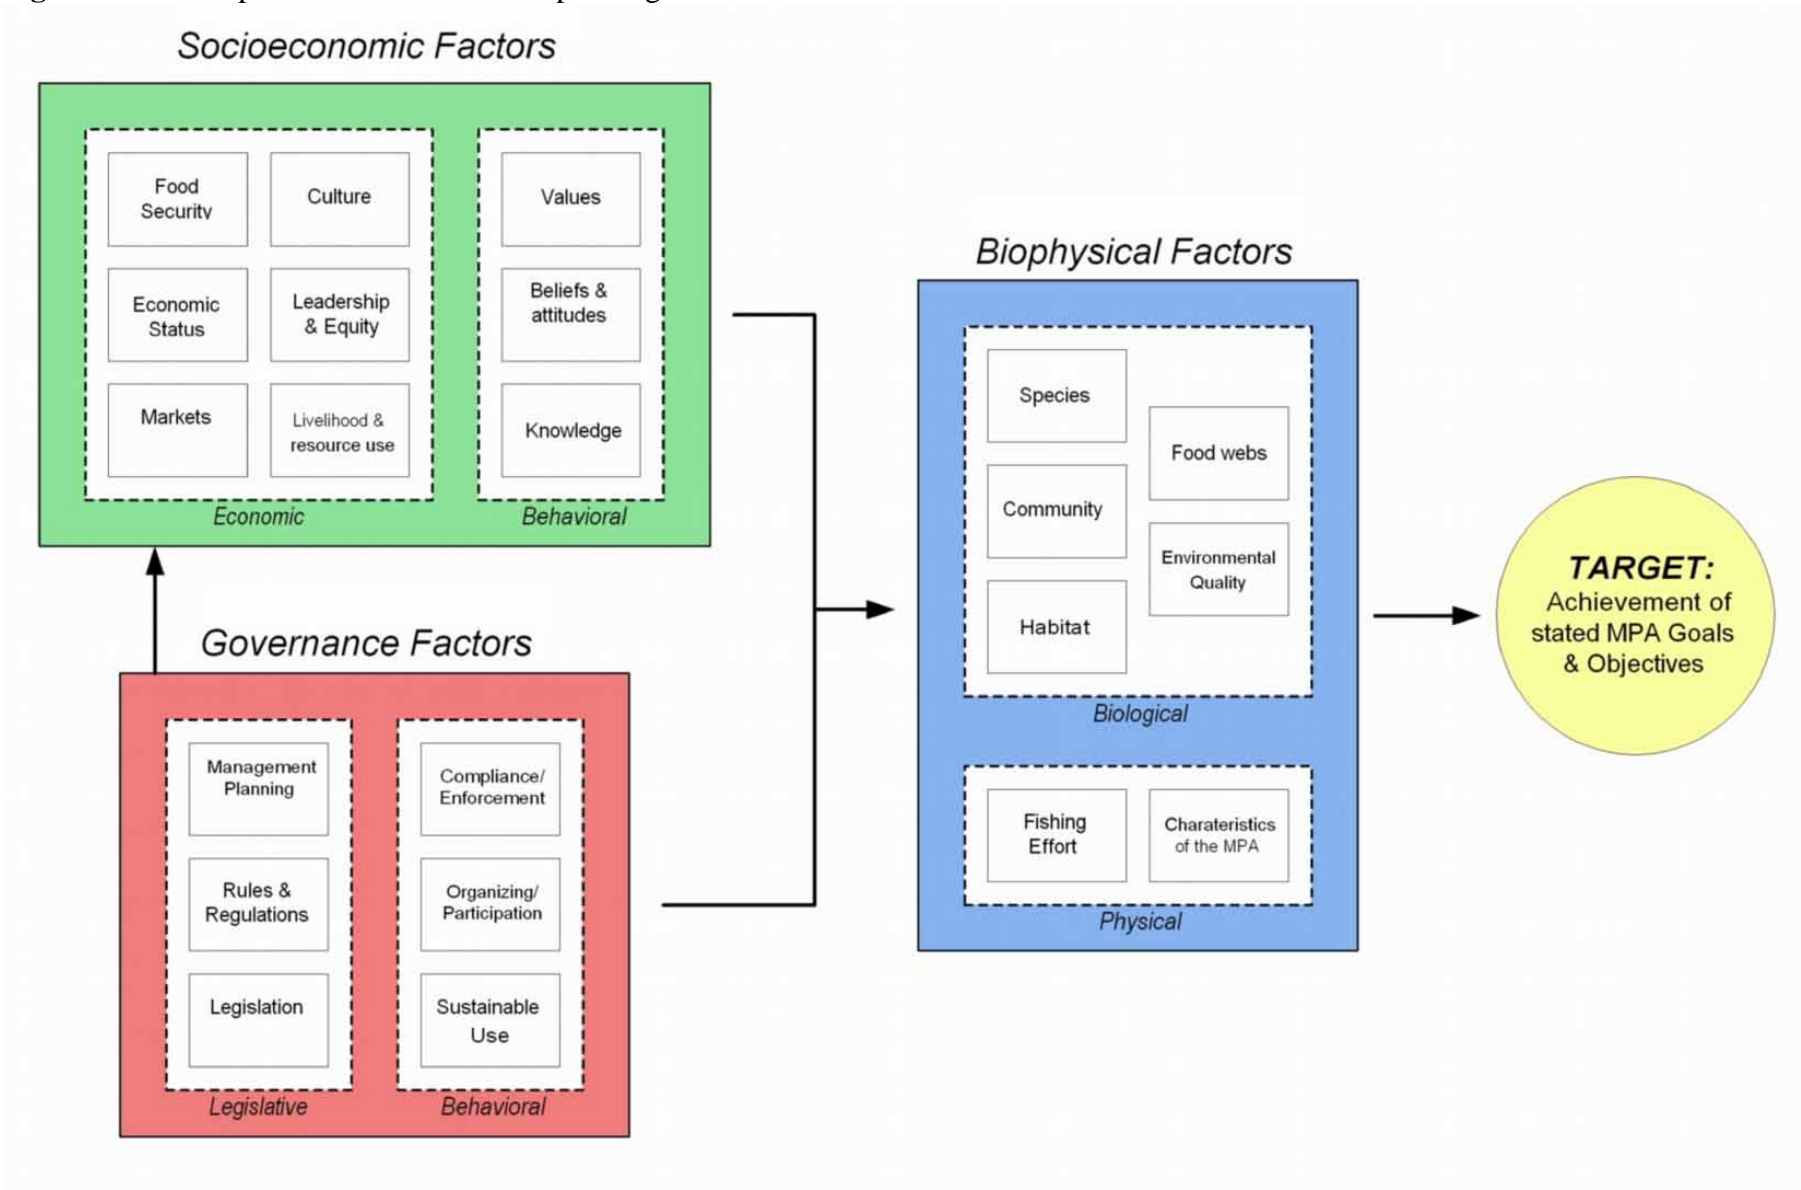 Socioeconomic Factors
Food
Security
Culture
Values
Economic
Status
Leadership
& Equity
Beliefs &
attitudes
Markets
Livelihood &
resource use
Knowledge
Economic
Behavioral
Governance Factors
Management
Planning
Compliance/
Enforcement
Rules &
Regulations
Organizing/
Participation
Legislation
Sustainable
Use
Legislative
Behavioral
Biophysical Factors
Species
Food webs
Community
Environmental
Quality
Habitat
Biological
Fishing
Effort
Charateristics
of the MPA
Physical
TARGET:
Achievement of
stated MPA Goals
& Objectives